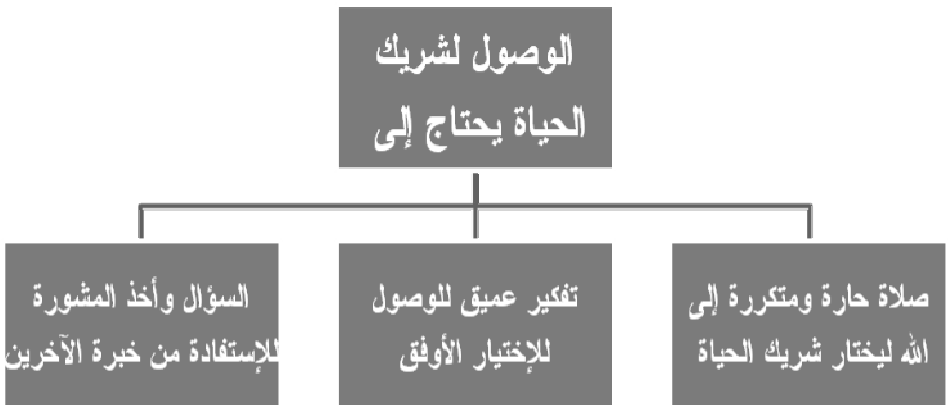 الوصول لشريك
الحياة يحتاج إلى
صلاة حارة ومتكررة إلى
الله ليختار شريك الحياة
تفكير عميق للوصول
للإختيار الأوفق
السؤال وأخذ المشورة
للإستفادة من خبرة الآخرين